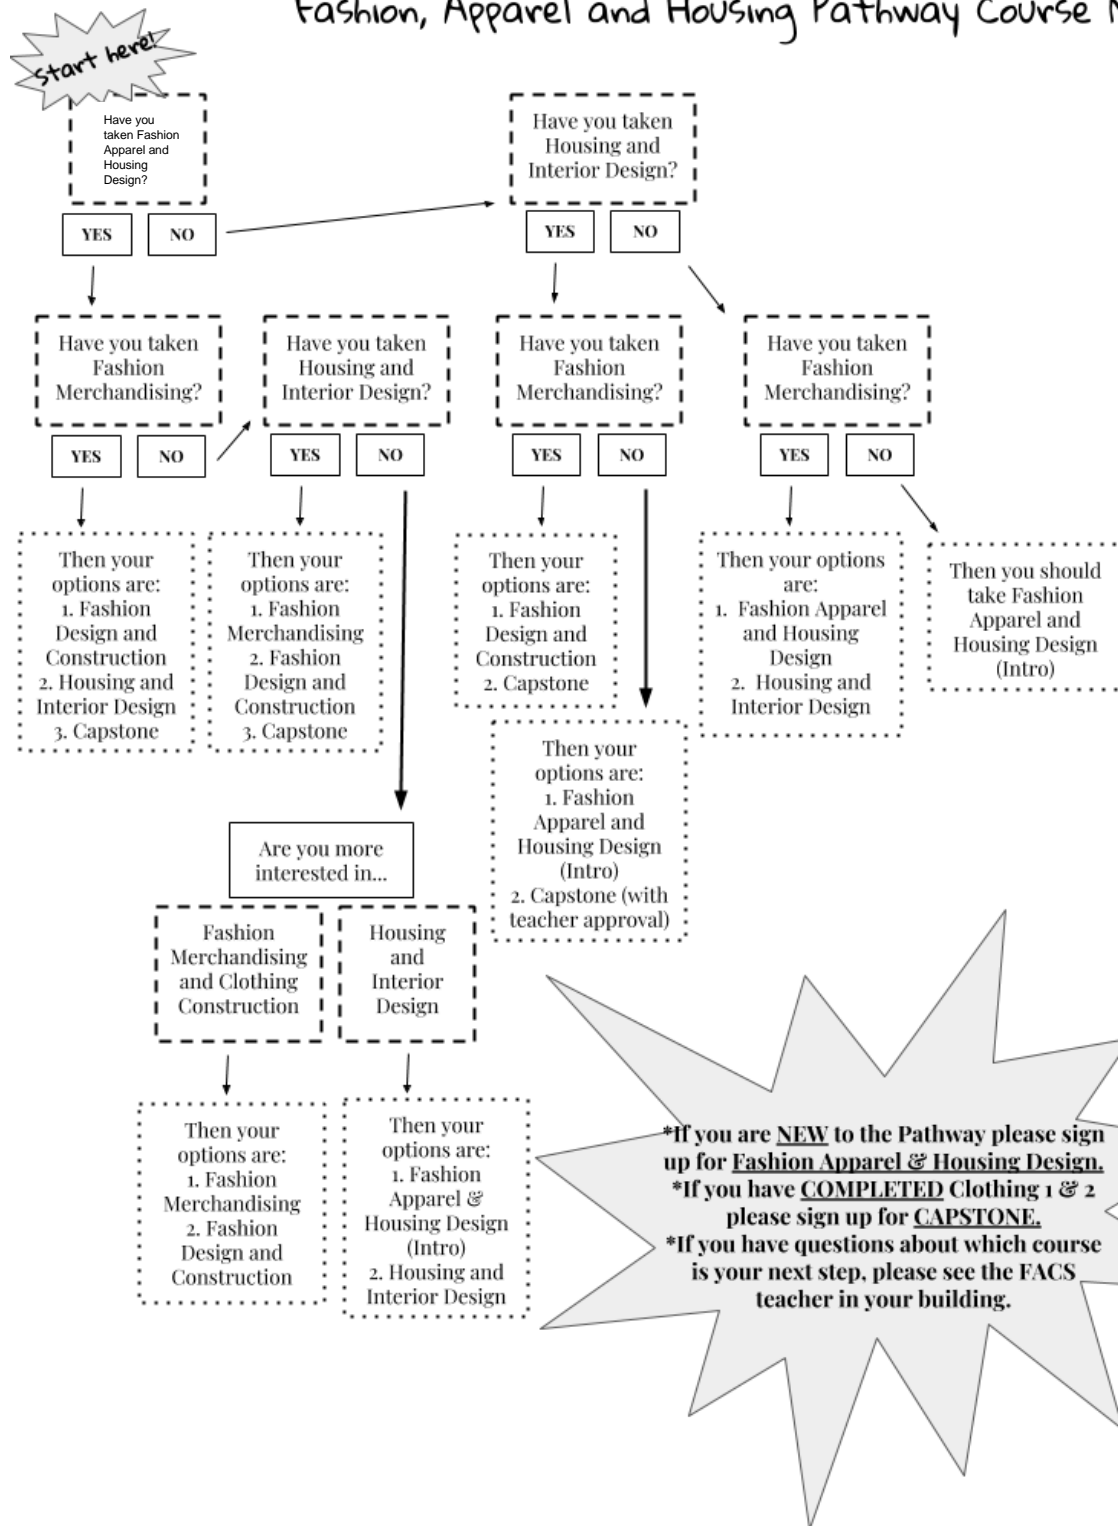 Fashion, Apparel and Housing Pathway Course
Start here!
Have you
taken Fashion
Apparel and
Housing
Design?
YES
NO
Have you taken
Housing and
Interior Design?
YES
NO
Have you taken
Fashion
Merchandising?
YES
NO
Have you taken
Housing and
Interior Design?
YES
NO
Have you taken
Fashion
Merchandising?
YES
NO
Have you taken
Fashion
Merchandising?
YES
NO
Then your
options are:
1. Fashion
Design and
Construction
2. Housing and
Interior Design
3. Capstone
Then your
options are:
1. Fashion
Merchandising
2. Fashion
Design and
Construction
3. Capstone
Then your
options are:
1. Fashion
Design and
Construction
2. Capstone
Then your options
are:
1. Fashion Apparel
and Housing
Design
2. Housing and
Interior Design
Then you should
take Fashion
Apparel and
Housing Design
(Intro)
Then your
options are:
1. Fashion
Apparel and
Housing Design
(Intro)
2. Capstone (with
teacher approval)
Are you more
interested in...
Fashion
Merchandising
and Clothing
Construction
Housing
and
Interior
Design
Then your
options are:
1. Fashion
Merchandising
2. Fashion
Design and
Construction
Then your
options are:
1. Fashion
Apparel &
Housing Design
(Intro)
2. Housing and
Interior Design
*If you are NEW to the Pathway please sign
up for Fashion Apparel & Housing Design.
*If you have COMPLETED Clothing 1 & 2
please sign up for CAPSTONE.
*If you have questions about which course
is your next step, please see the FACS
teacher in your building.